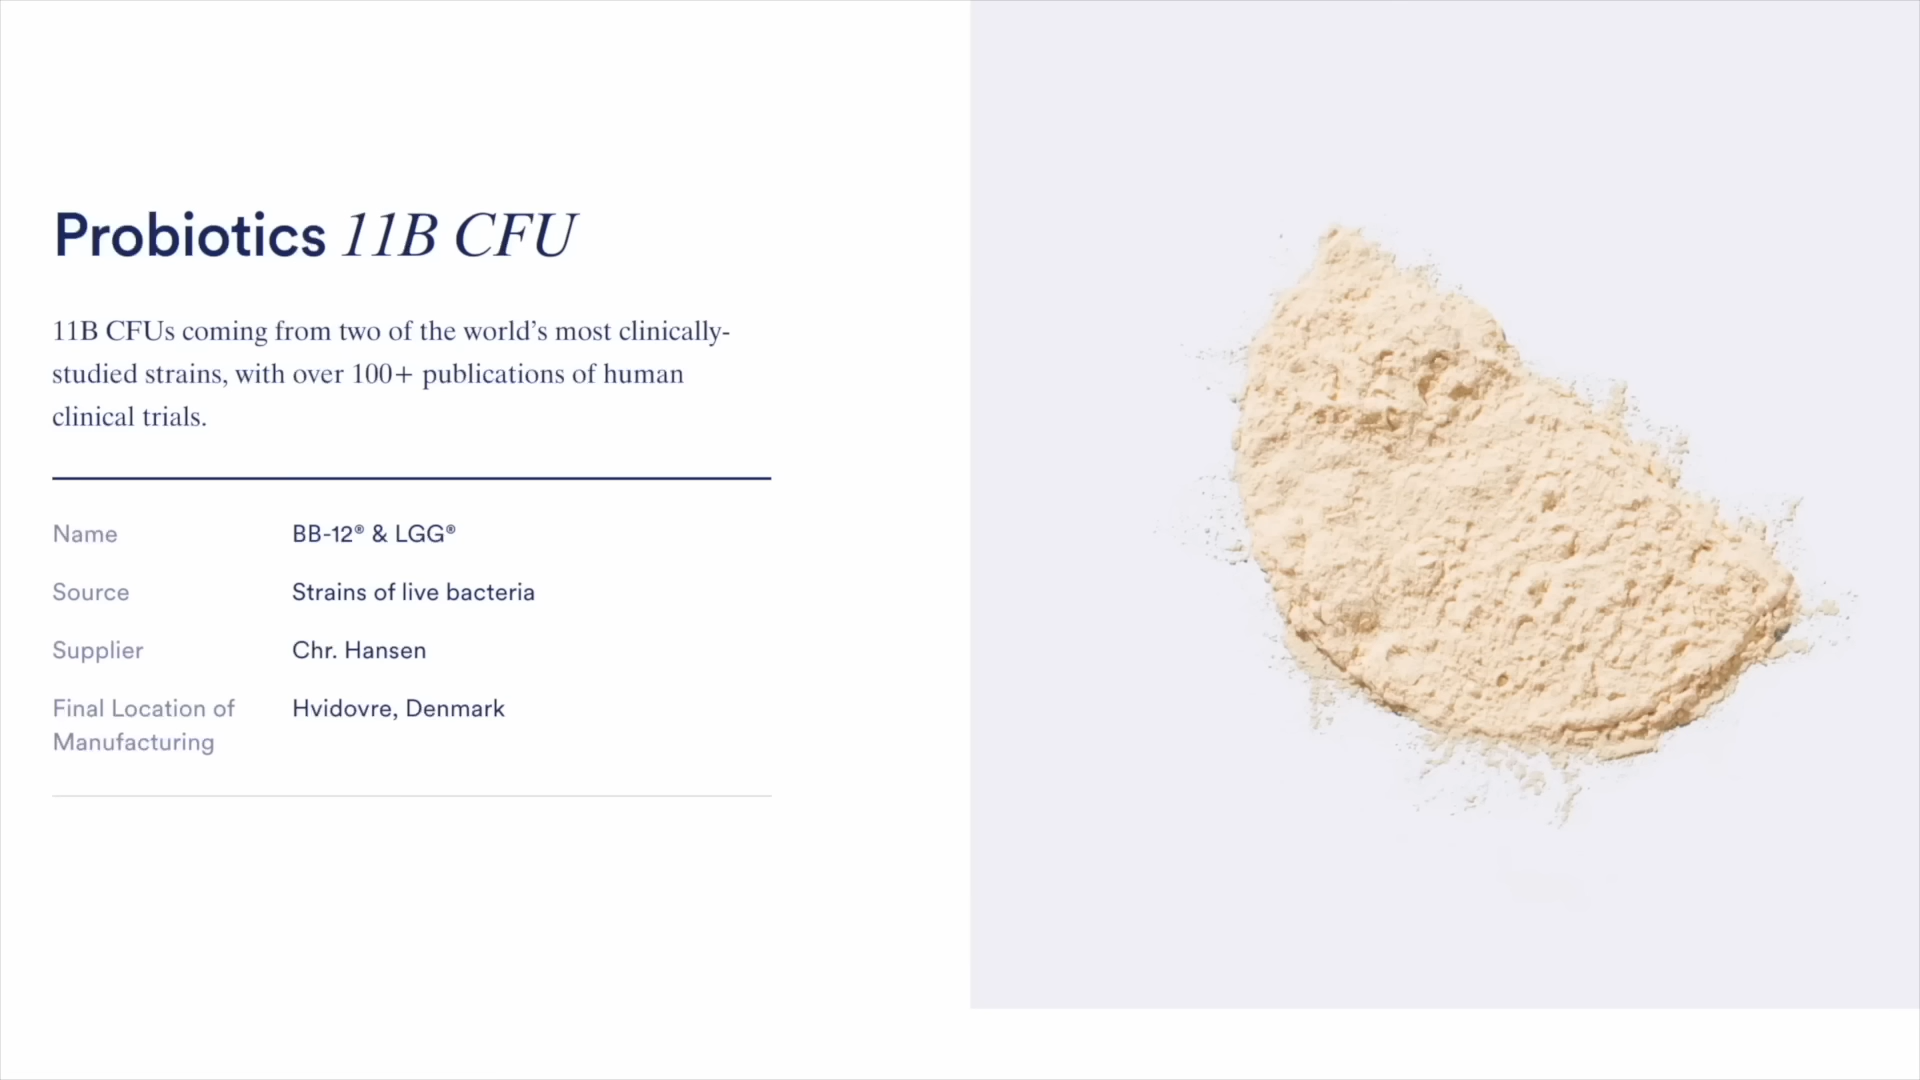 Probiotics 11B CFU
11B CFUs coming from two of the world’s most clinically-
studied strains, with over 100+ publications of human
clinical trials.
Name BB-12® & LGG®
Source Strains of live bacteria
Supplier Chr. Hansen
Final Location of Hvidovre, Denmark
Manufacturing